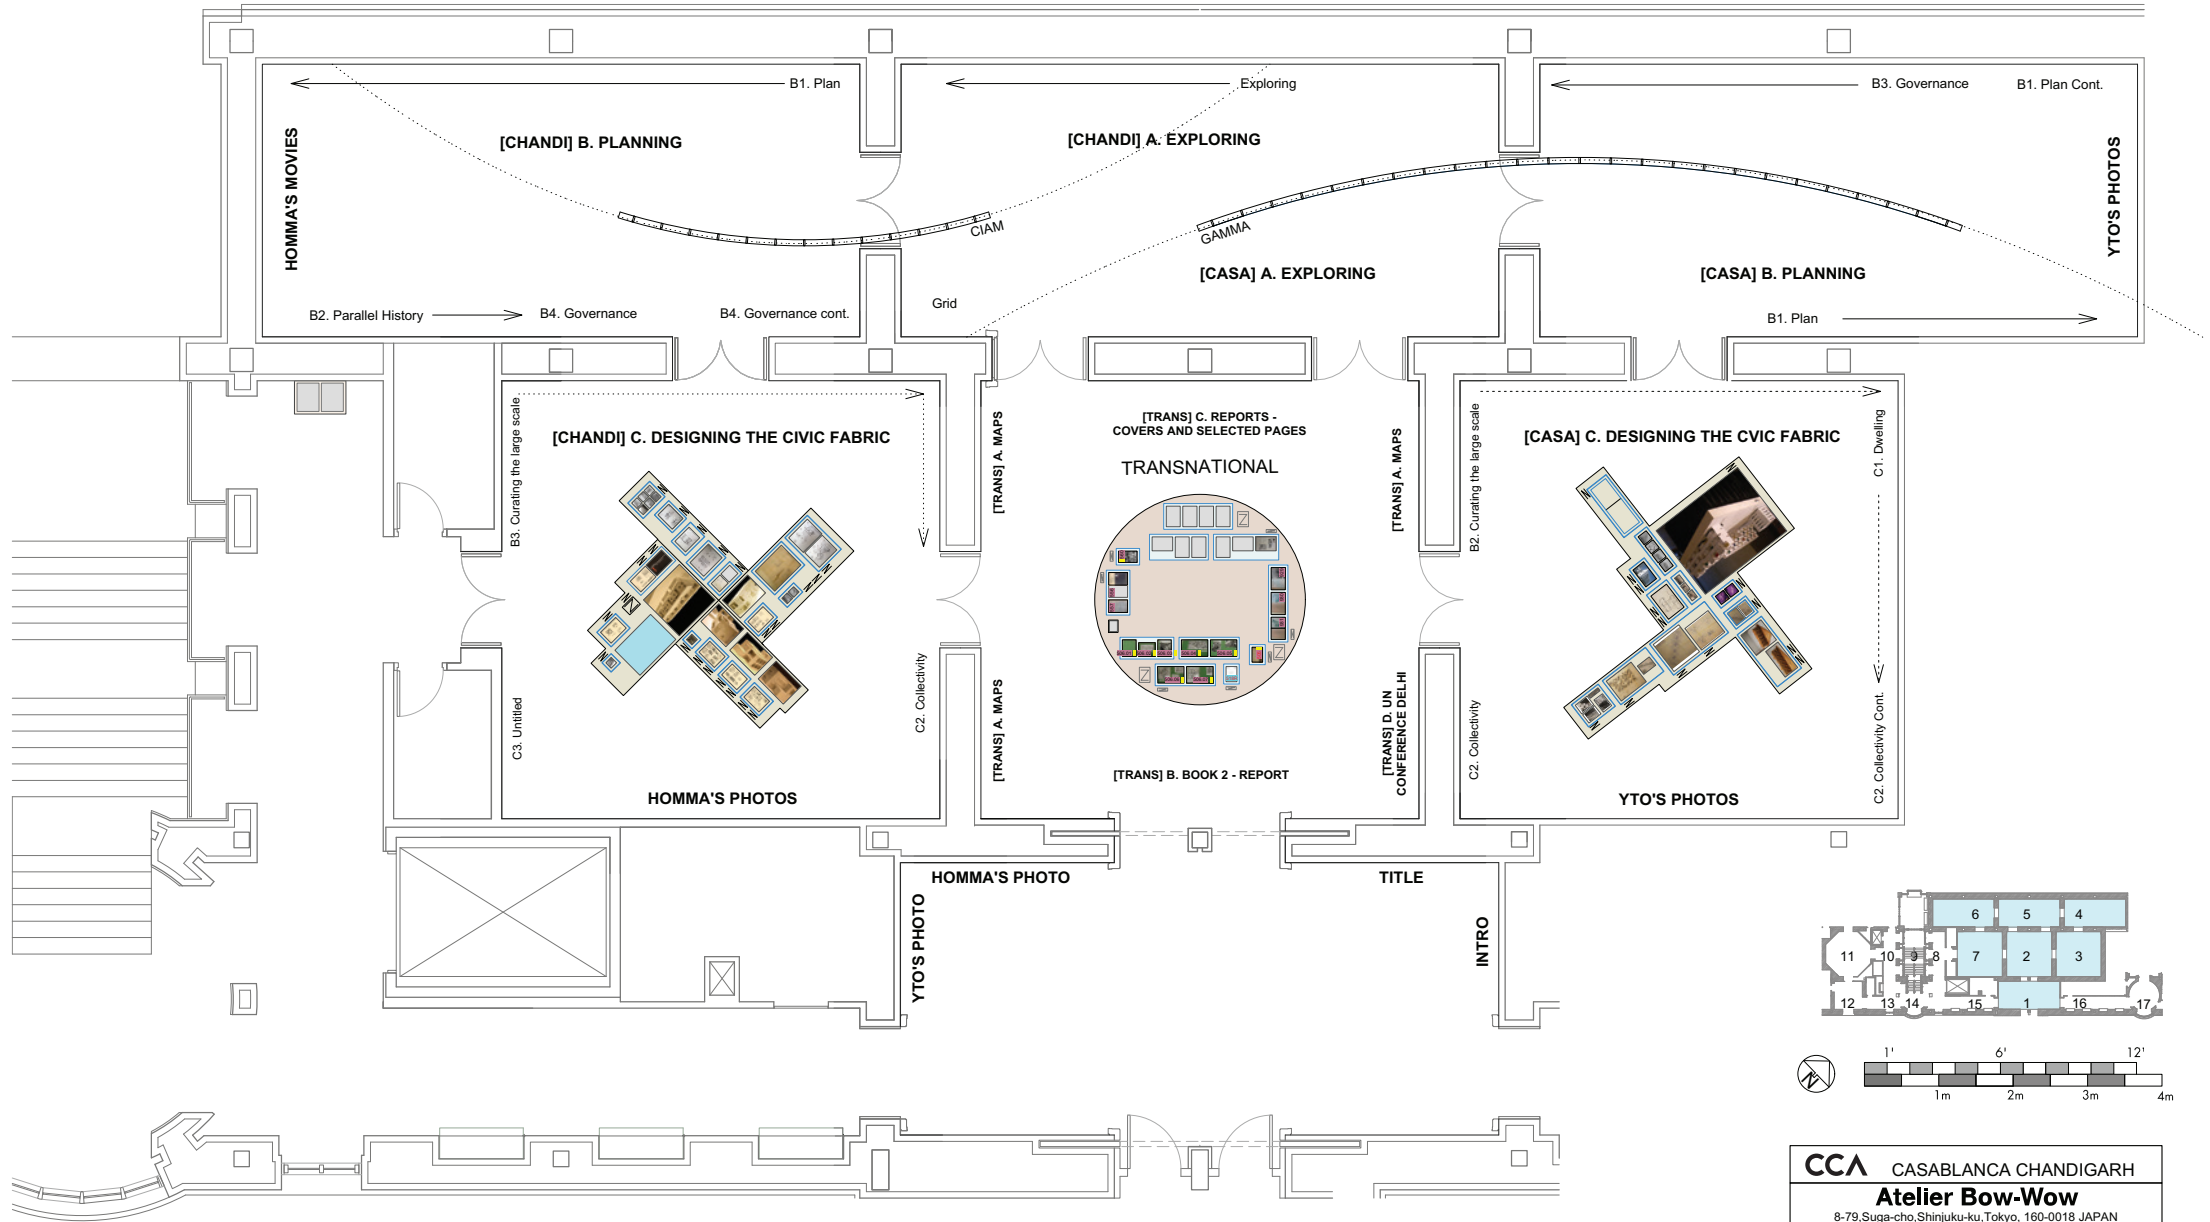 B1. Plan
Exploring
B3. Governance
B1. Plan Cont.
[CHANDI] B. PLANNING
[CHANDI] A. EXPLORING
HOMMA'S MOVIES
YTO'S PHOTOS
CIAM
GAMMA
[CASA] A. EXPLORING
[CASA] B. PLANNING
B2. Parallel History
B4. Governance
B4. Governance cont.
Grid
B1. Plan
B3. Curating the large scale
[CHANDI] C. DESIGNING THE CIVIC FABRIC
[TRANS] A. MAPS
[TRANS] C. REPORTS -
COVERS AND SELECTED PAGES
TRANSNATIONAL
[TRANS] A. MAPS
B2. Curating the large scale
[CASA] C. DESIGNING THE CVIC FABRIC
C1. Dwelling
C3. Untitled
C2. Collectivity
[TRANS] A. MAPS
[TRANS] B. BOOK 2 - REPORT
[TRANS] D. UN
CONFERENCE DELHI
C2. Collectivity
C2. Collectivity Cont.
HOMMA'S PHOTOS
YTO'S PHOTOS
HOMMA'S PHOTO
TITLE
YTO'S PHOTO
INTRO
6 5 4
11 10 9 8 7 2 3
12 13 14 15 1 16 17
N
1' 6' 12'
1m 2m 3m 4m
CCA CASABLANCA CHANDIGARH
Atelier Bow-Wow
8-79,Suga-cho,Shinjuku-ku,Tokyo, 160-0018 JAPAN